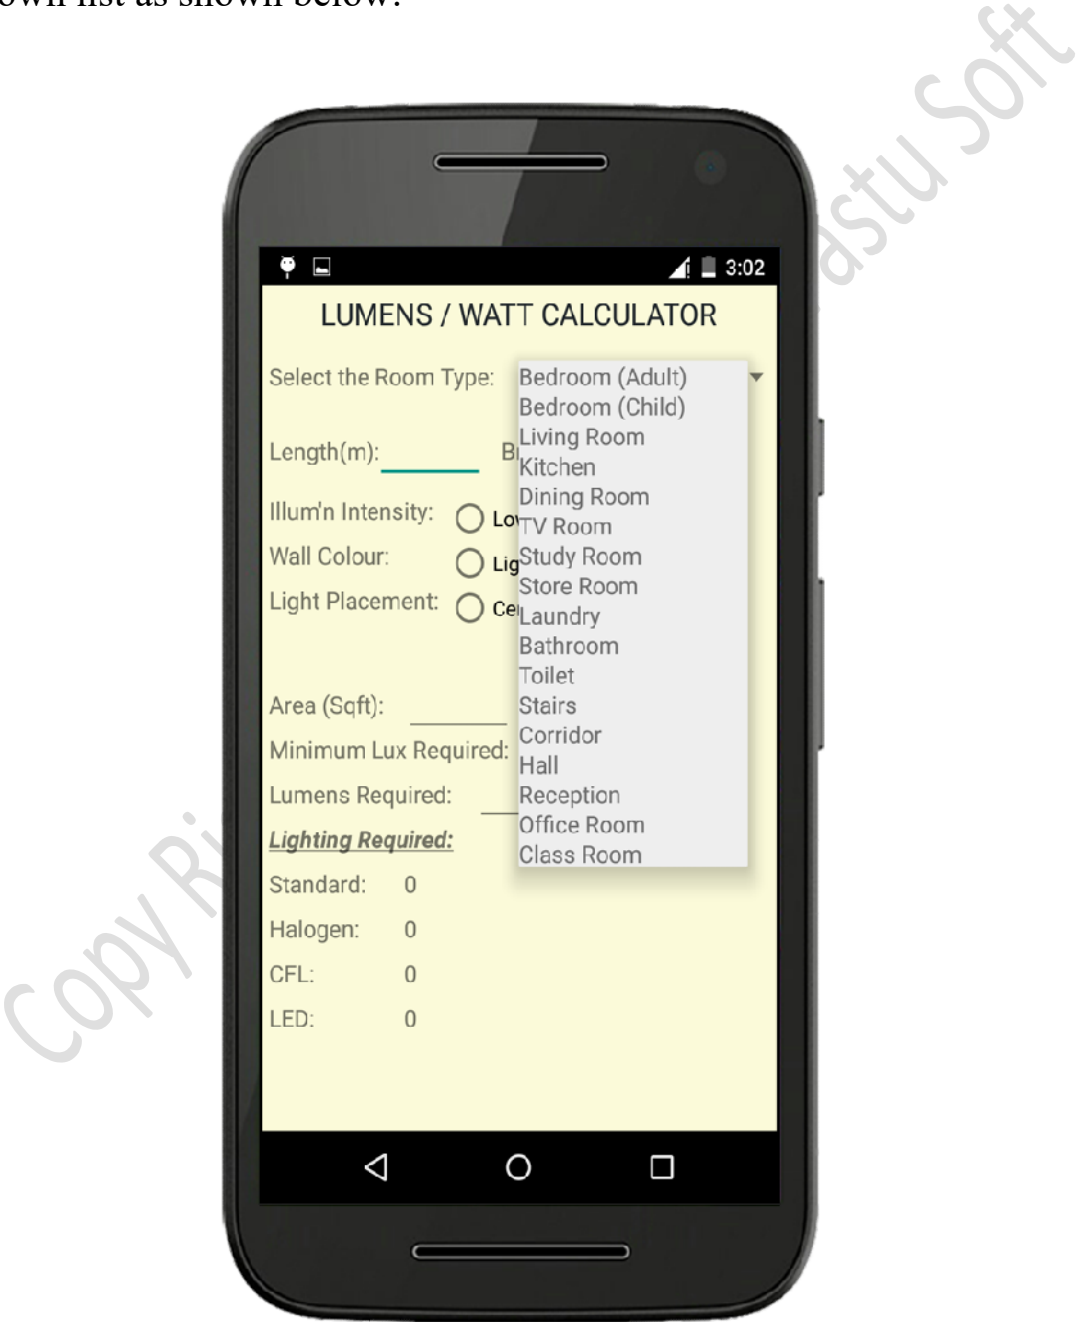 own list as shown below:
3:02
LUMENS / WATT CALCULATOR
Select the Room Type: Bedroom (Adult)
Bedroom (Child)
Living Room
Length(m):
Kitchen
Dining Room
Illum'n Intensity:
TV Room
Wall Colour:
Study Room
Store Room
Light Placement:
Laundry
Bathroom
Toilet
Area (Sqft): Stairs
Corridor
Minimum Lux Required:
Hall
Lumens Required: Reception
Office Room
Lighting Required:
Class Room
Standard: 0
Halogen: 0
CFL: 0
LED: 0
Copy Ri
astu Soft